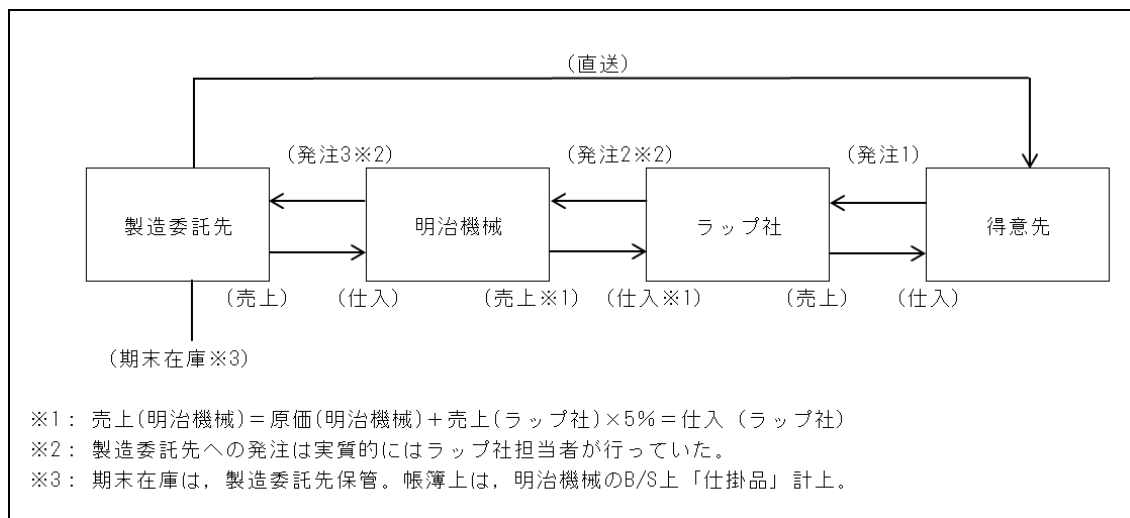 (直送)
(発注3※2)
(発注2※2)
(発注1)
製造委託先
明治機械
ラップ社
得意先
(売上)
(仕入)
(売上※1)
(仕入※1)
(売上)
(仕入)
(期末在庫※3)
※1: 売上(明治機械)=原価(明治機械)+売上(ラップ社)×5%=仕入(ラップ社)
※2: 製造委託先への発注は実質的にはラップ社担当者が行っていた。
※3: 期末在庫は,製造委託先保管。帳簿上は,明治機械のB/S上「仕掛品」計上。